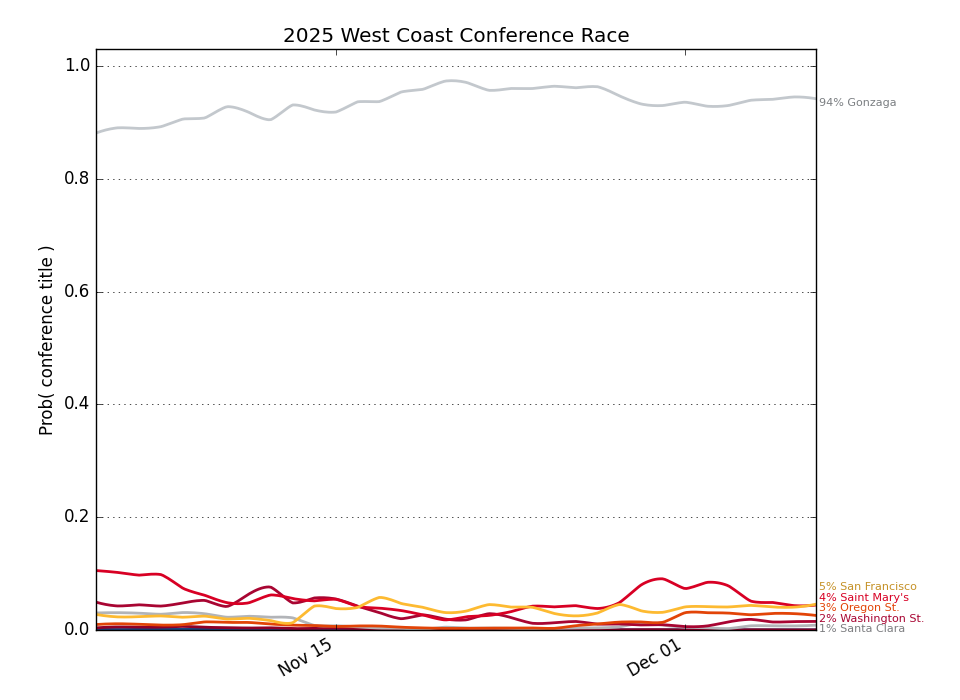 2025 West Coast Conference Race
1.0
0.8
0.6
0.4
0.2
0.0
Prob( conference title )
Nov 15
Dec 01
94% Gonzaga
5% San Francisco
4% Saint Mary's
3% Oregon St.
2% Washington St.
1% Santa Clara